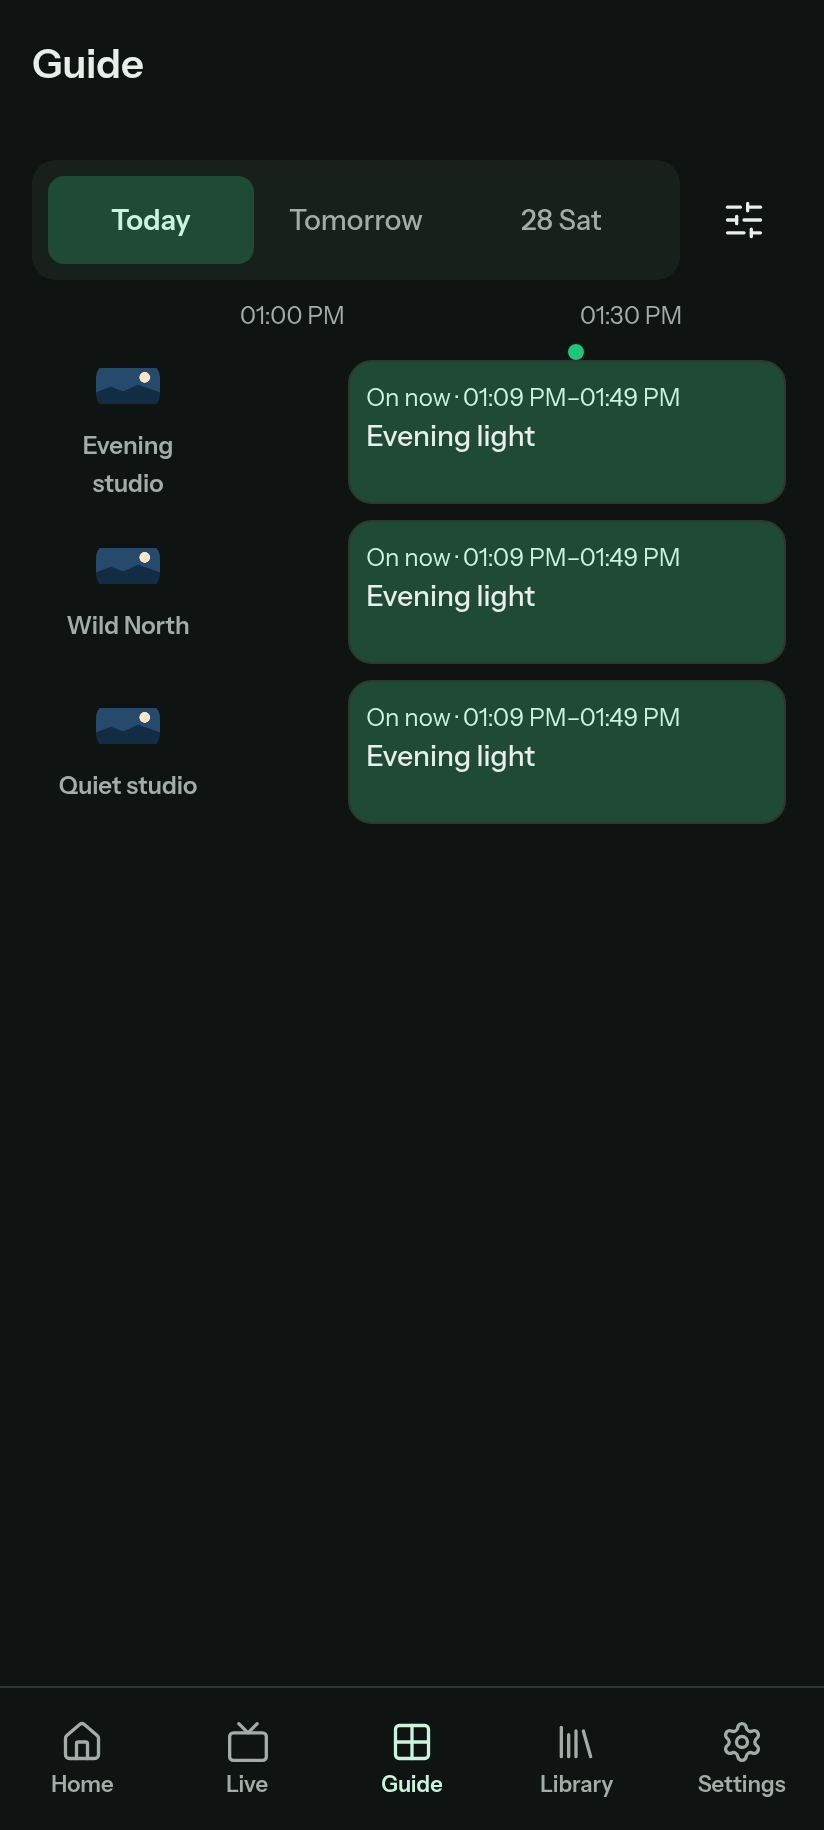 Guide
Today
Tomorrow
28 Sat
01:00 PM
01:30 PM
Evening
studio
On now · 01:09 PM–01:49 PM
Evening light
Wild North
On now · 01:09 PM–01:49 PM
Evening light
Quiet studio
On now · 01:09 PM–01:49 PM
Evening light
Home
Live
Guide
Library
Settings